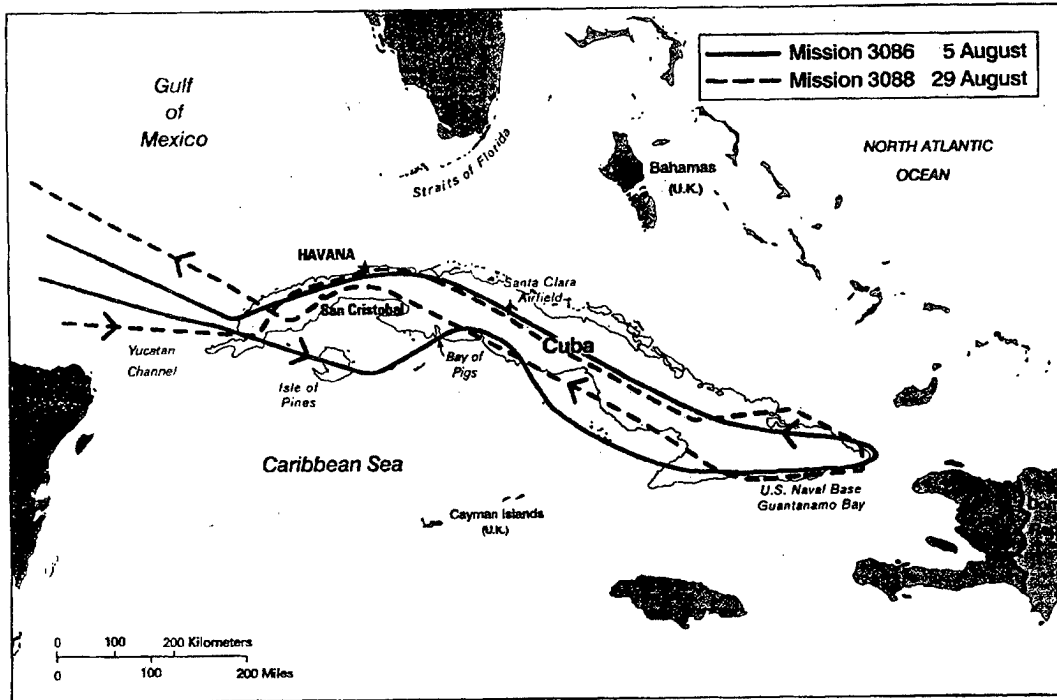 Mission 3086 5 August
Mission 3088 29 August
Gulf
of
Mexico
Straits of Florida
Bahamas
(U.K.)
NORTH ATLANTIC
OCEAN
HAVANA
San Cristobal
Santa Clara
Airfield
Cuba
Yucatan
Channel
Isle of
Pines
Bay of
Pigs
Caribbean Sea
Cayman Islands
(U.K.)
U.S. Naval Base
Guantanamo Bay
0 100 200 Kilometers
0 100 200 Miles